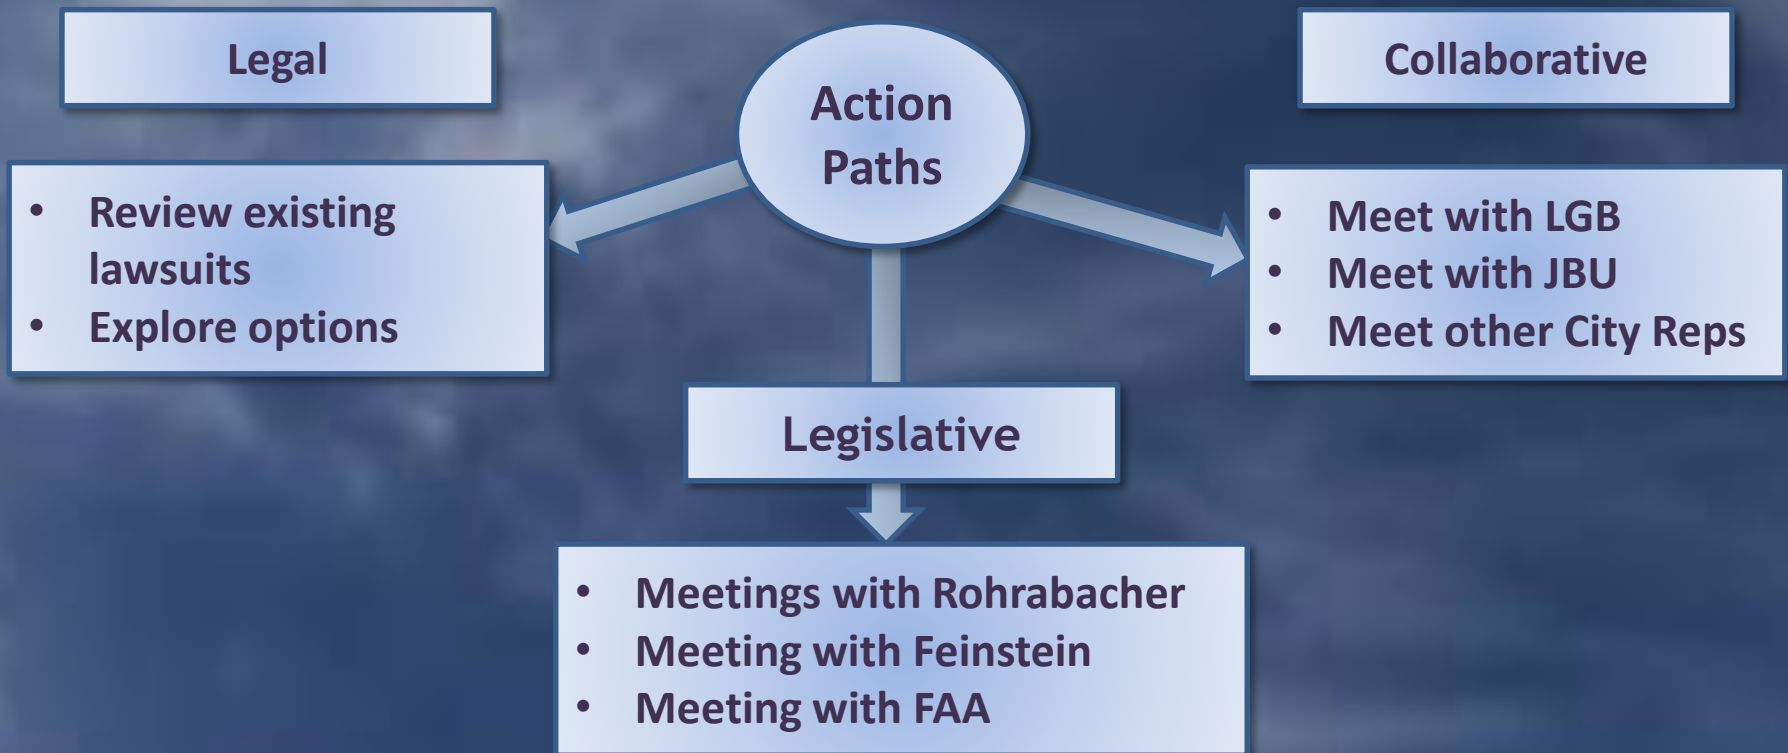 Legal
Action
Paths
Collaborative
• Review existing
lawsuits
• Explore options
• Meet with LGB
• Meet with JBU
• Meet other City Reps
Legislative
• Meetings with Rohrabacher
• Meeting with Feinstein
• Meeting with FAA